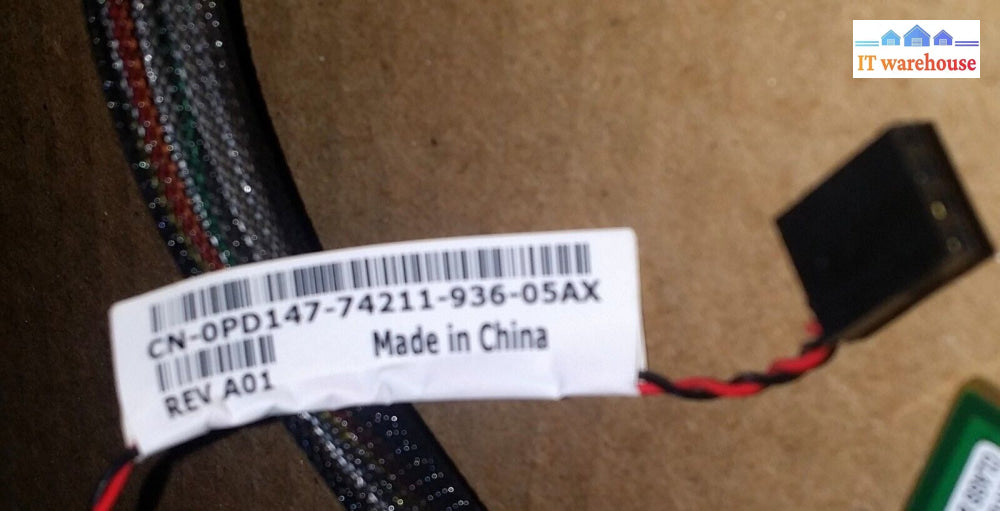 IT warehouse
CN-0PD147-74211-936-05AX
Made in China
REV A01